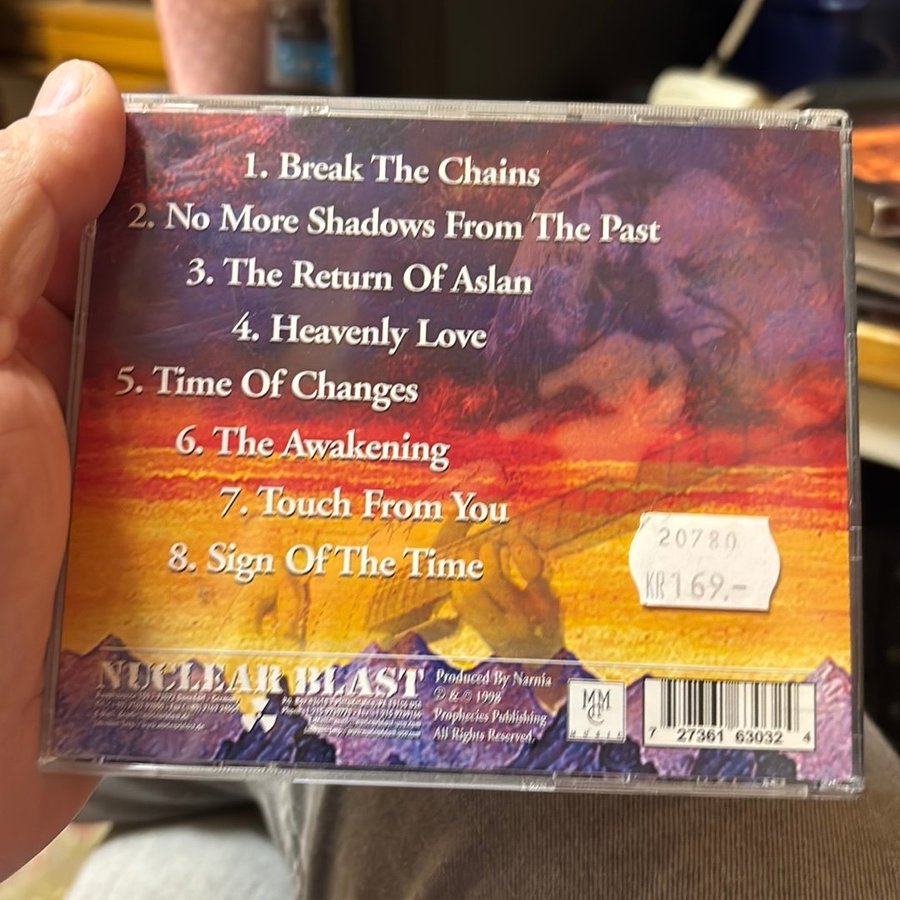 1. Break The Chains
2. No More Shadows From The Past
3. The Return Of Aslan
4. Heavenly Love
5. Time Of Changes
6. The Awakening
7. Touch From You
8. Sign Of The Time
20780
KR 169.-
NUCLEAR BLAST
Produced By Narnia
℗ & © 1998
Prophecies Publishing
All Rights Reserved.
MM
MUSIC
7 27361 63032 4